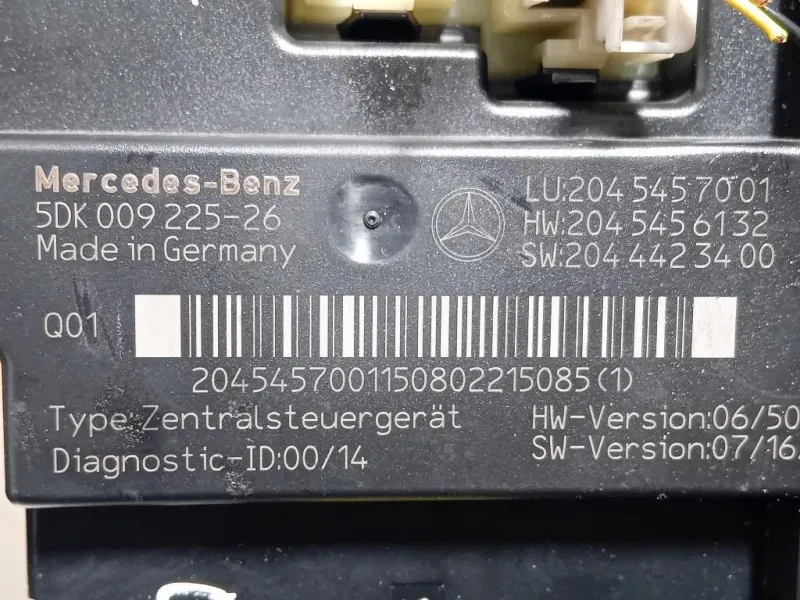 Mercedes-Benz
5DK 009 225-26
Made in Germany
LU:204 545 70 01
HW:204 545 61 32
SW:204 442 34 00
Q01
2045457001150802215085(1)
Type:Zentralsteuergerät
Diagnostic-ID:00/14
HW-Version:06/50
SW-Version:07/16